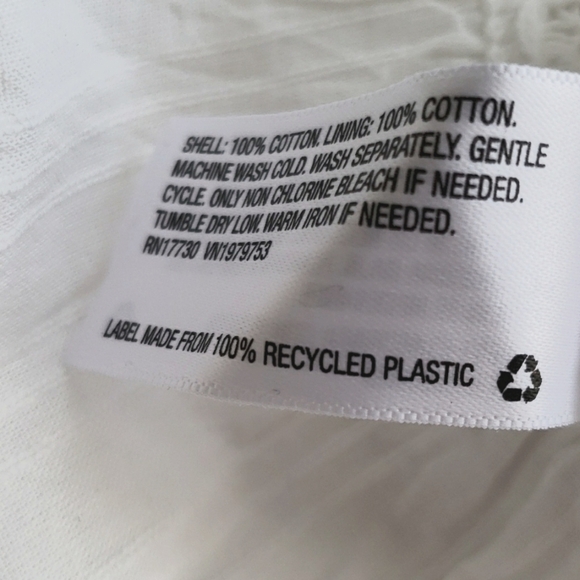 SHELL: 100% COTTON. LINING: 100% COTTON.
MACHINE WASH COLD. WASH SEPARATELY. GENTLE
CYCLE. ONLY NON CHLORINE BLEACH IF NEEDED.
TUMBLE DRY LOW. WARM IRON IF NEEDED.
RN17730 VN1979753
LABEL MADE FROM 100% RECYCLED PLASTIC